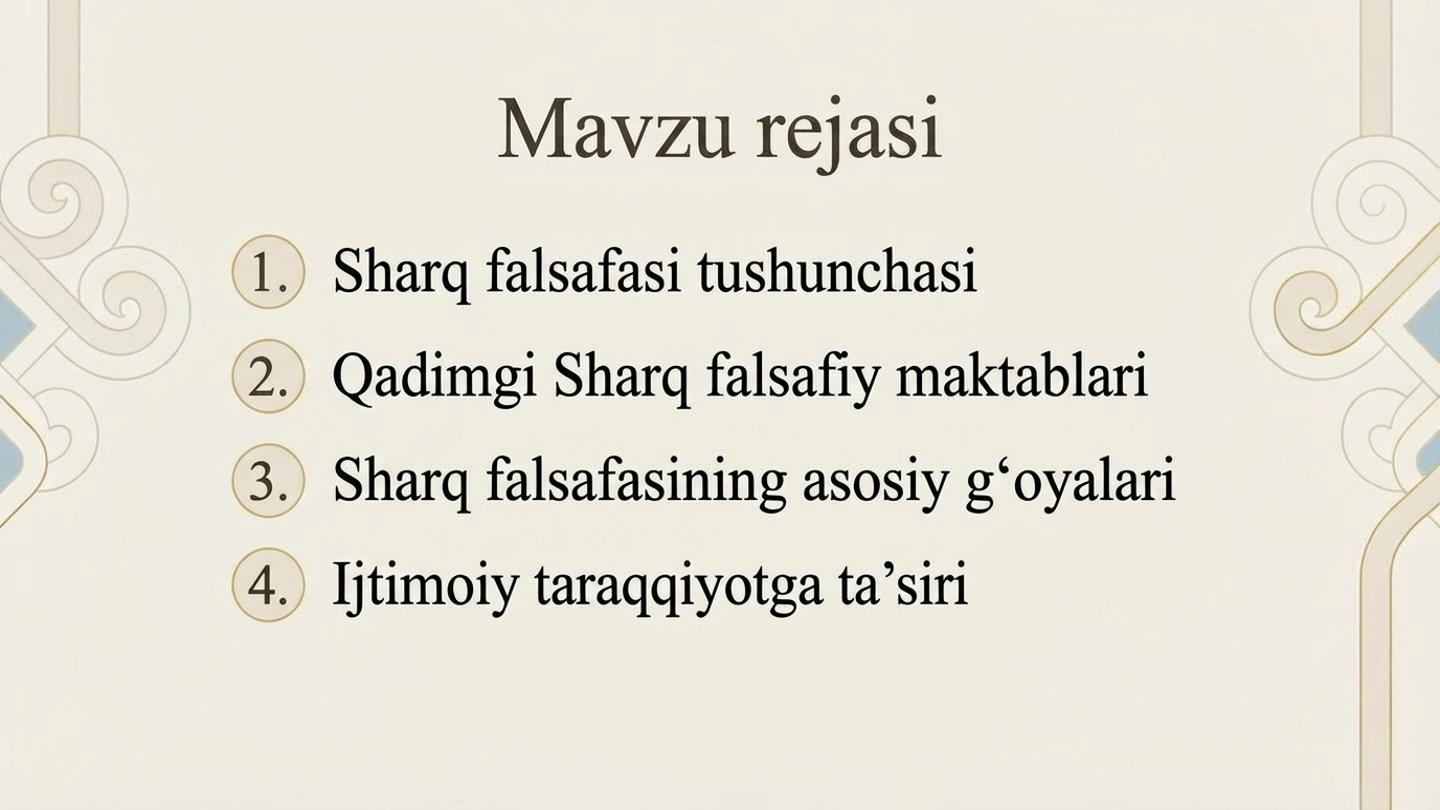 Mavzu rejasi
1. Sharq falsafasi tushunchasi
2. Qadimgi Sharq falsafiy maktablari
3. Sharq falsafasining asosiy g‘oyalari
4. Ijtimoiy taraqqiyotga ta’siri